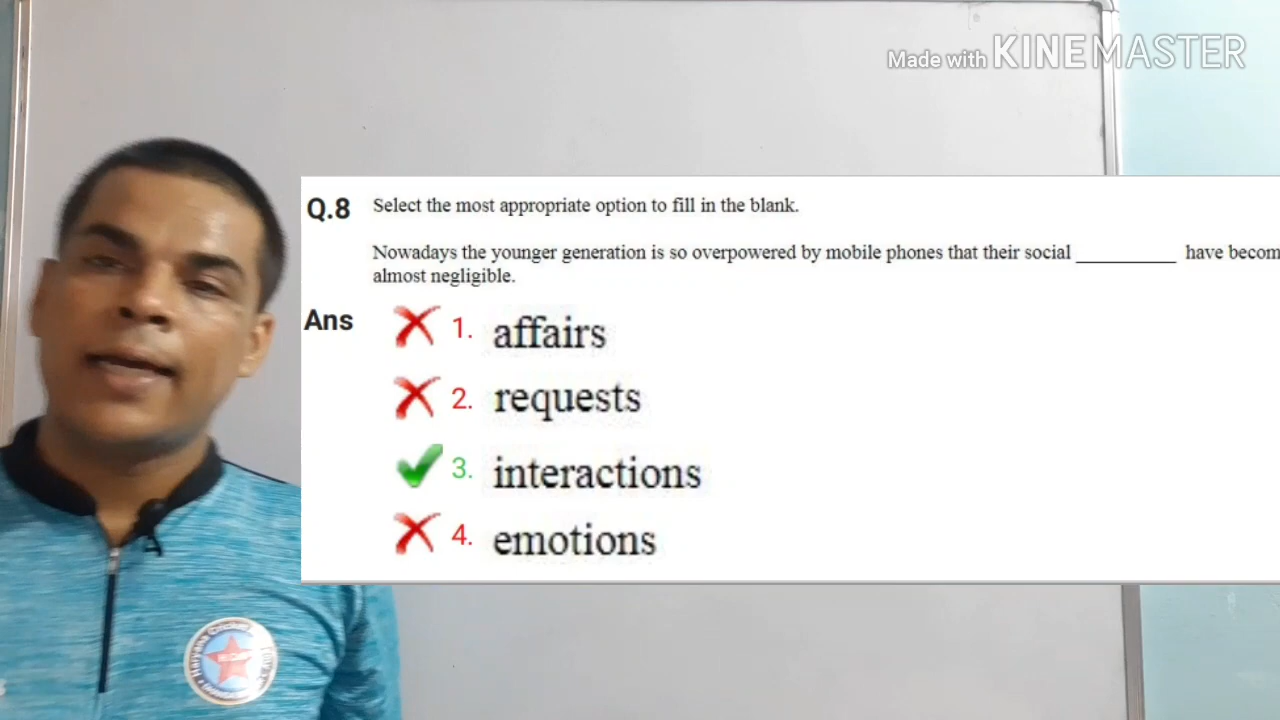 Made with KINEMASTER
Q.8 Select the most appropriate option to fill in the blank.
Nowadays the younger generation is so overpowered by mobile phones that their social __________ have becom
almost negligible.
Ans
1. affairs
2. requests
3. interactions
4. emotions
Haryana